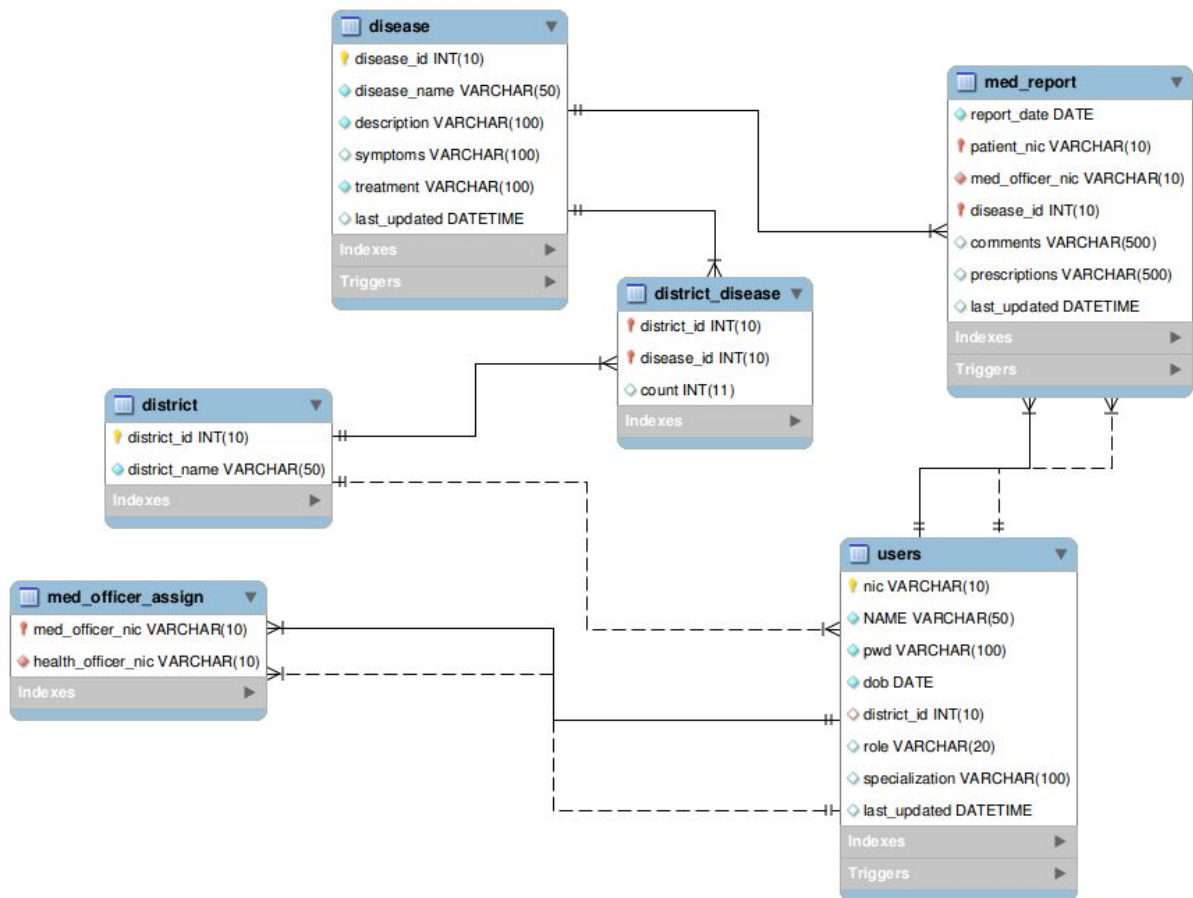 disease
disease_id INT(10)
disease_name VARCHAR(50)
description VARCHAR(100)
symptoms VARCHAR(100)
treatment VARCHAR(100)
last_updated DATETIME
Indexes
Triggers
med_report
report_date DATE
patient_nic VARCHAR(10)
med_officer_nic VARCHAR(10)
disease_id INT(10)
comments VARCHAR(500)
prescriptions VARCHAR(500)
last_updated DATETIME
Indexes
Triggers
district_disease
district_id INT(10)
disease_id INT(10)
count INT(11)
Indexes
district
district_id INT(10)
district_name VARCHAR(50)
Indexes
med_officer_assign
med_officer_nic VARCHAR(10)
health_officer_nic VARCHAR(10)
Indexes
users
nic VARCHAR(10)
NAME VARCHAR(50)
pwd VARCHAR(100)
dob DATE
district_id INT(10)
role VARCHAR(20)
specialization VARCHAR(100)
last_updated DATETIME
Indexes
Triggers